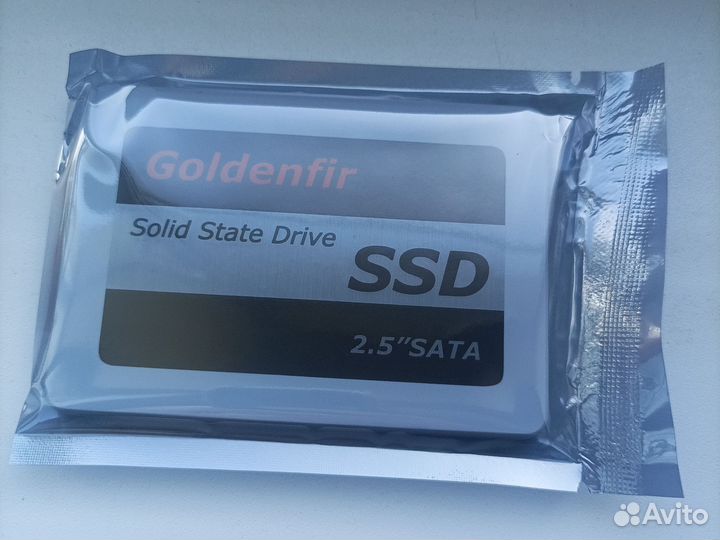 Goldenfir
Solid State Drive
SSD
2.5"SATA
Avito